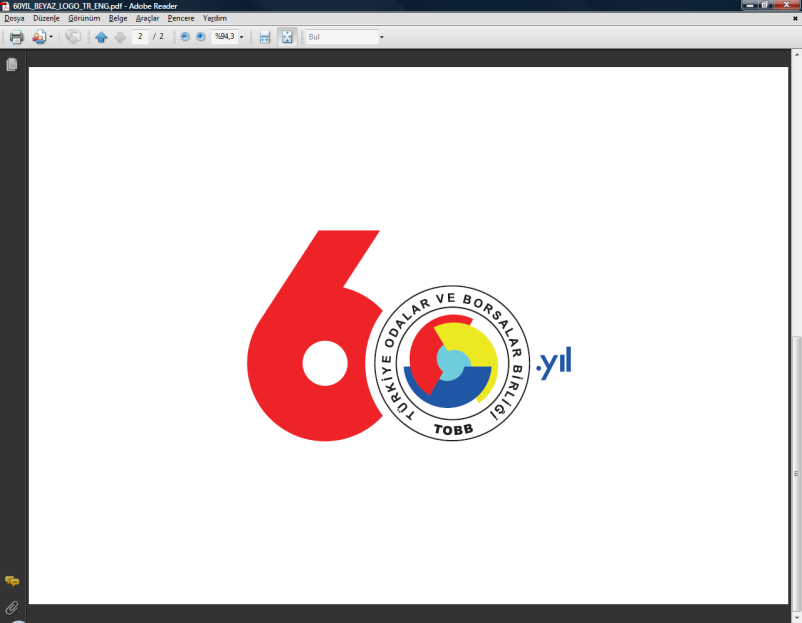 60YIL_BEYAZ_LOGO_TR_ENG.pdf - Adobe Reader
Dosya Düzenle Görünüm Belge Araçlar Pencere Yardım
2 / 2 %94,3 Bul
60 .yıl
TÜRKİYE ODALAR VE BORSALAR BİRLİĞİ
TOBB